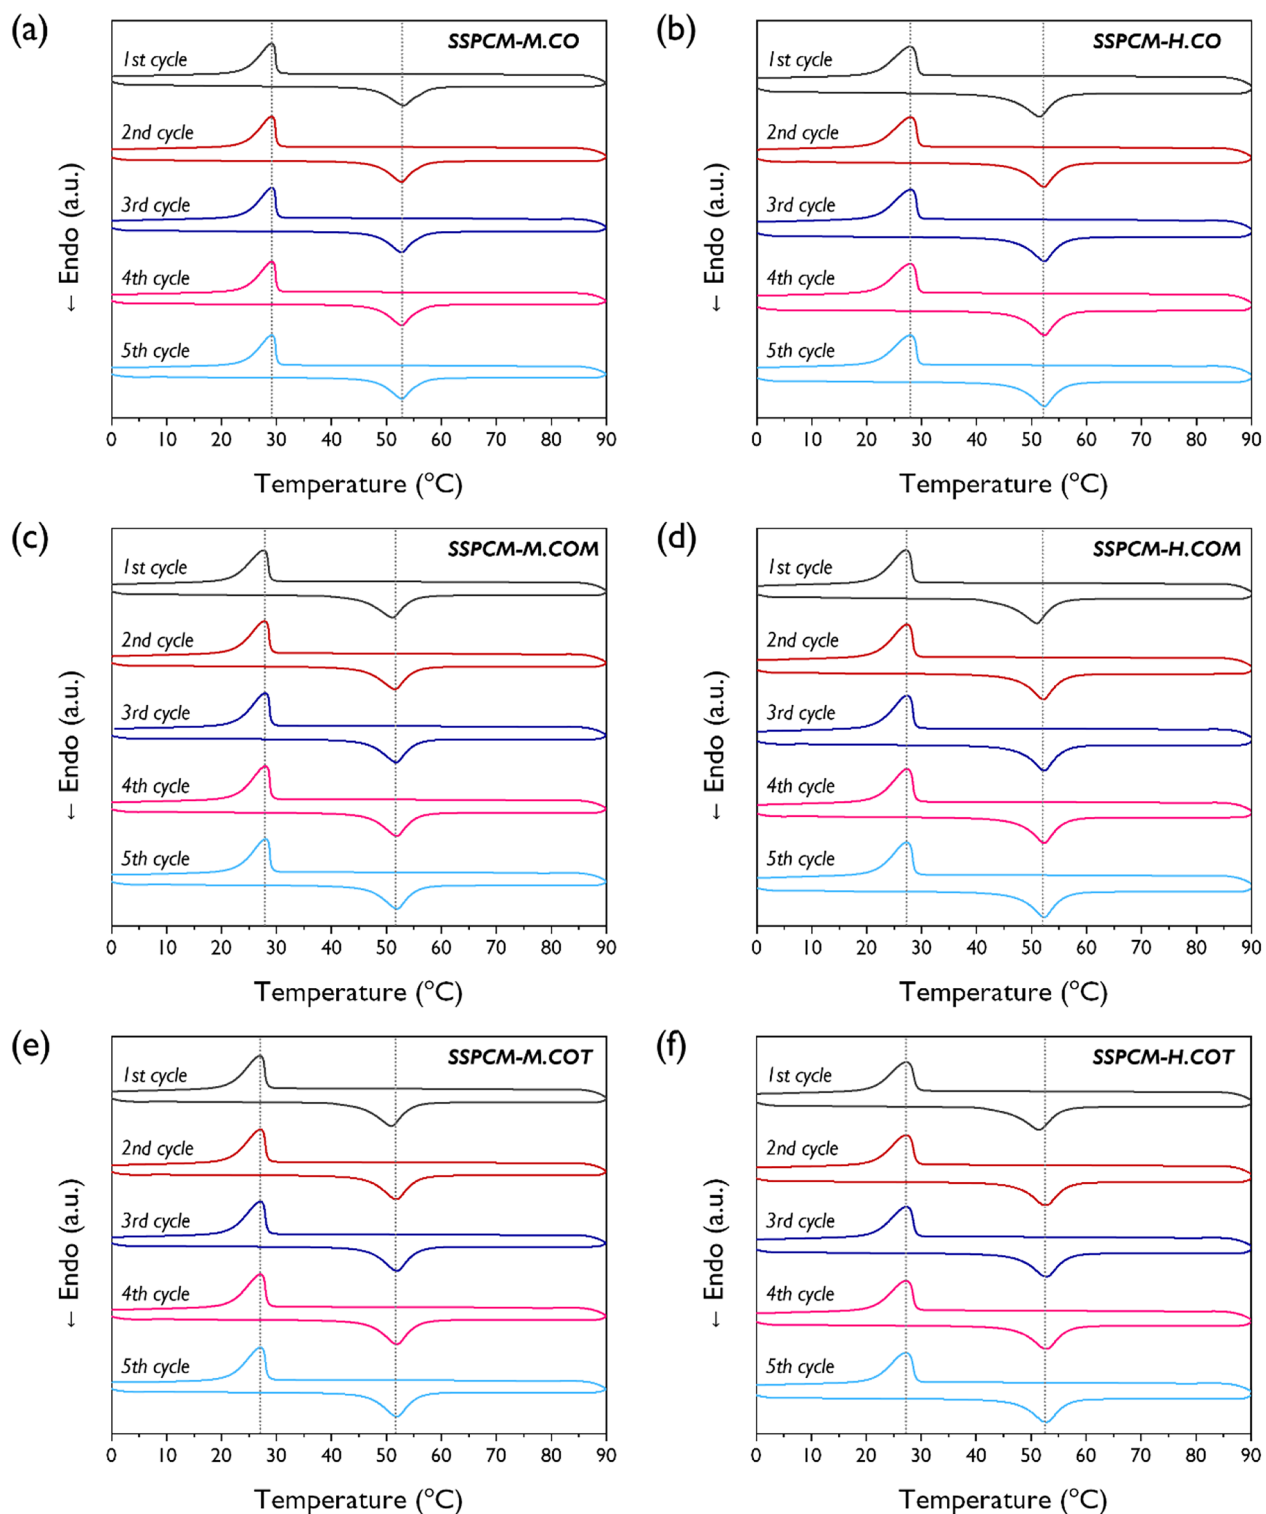 (a)
SSPCM-M.CO
1st cycle
2nd cycle
3rd cycle
4th cycle
5th cycle
← Endo (a.u.)
0 10 20 30 40 50 60 70 80 90
Temperature (°C)
(b)
SSPCM-H.CO
1st cycle
2nd cycle
3rd cycle
4th cycle
5th cycle
← Endo (a.u.)
0 10 20 30 40 50 60 70 80 90
Temperature (°C)
(c)
SSPCM-M.COM
1st cycle
2nd cycle
3rd cycle
4th cycle
5th cycle
← Endo (a.u.)
0 10 20 30 40 50 60 70 80 90
Temperature (°C)
(d)
SSPCM-H.COM
1st cycle
2nd cycle
3rd cycle
4th cycle
5th cycle
← Endo (a.u.)
0 10 20 30 40 50 60 70 80 90
Temperature (°C)
(e)
SSPCM-M.COT
1st cycle
2nd cycle
3rd cycle
4th cycle
5th cycle
← Endo (a.u.)
0 10 20 30 40 50 60 70 80 90
Temperature (°C)
(f)
SSPCM-H.COT
1st cycle
2nd cycle
3rd cycle
4th cycle
5th cycle
← Endo (a.u.)
0 10 20 30 40 50 60 70 80 90
Temperature (°C)